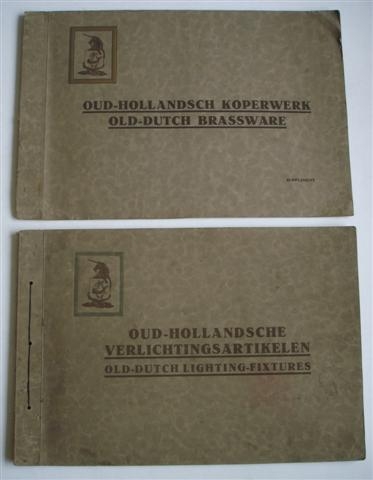 OUD-HOLLANDSCH KOPERWERK
OLD-DUTCH BRASSWARE
SUPPLEMENT
OUD-HOLLANDSCHE
VERLICHTINGSARTIKELEN
OLD-DUTCH LIGHTING-FIXTURES